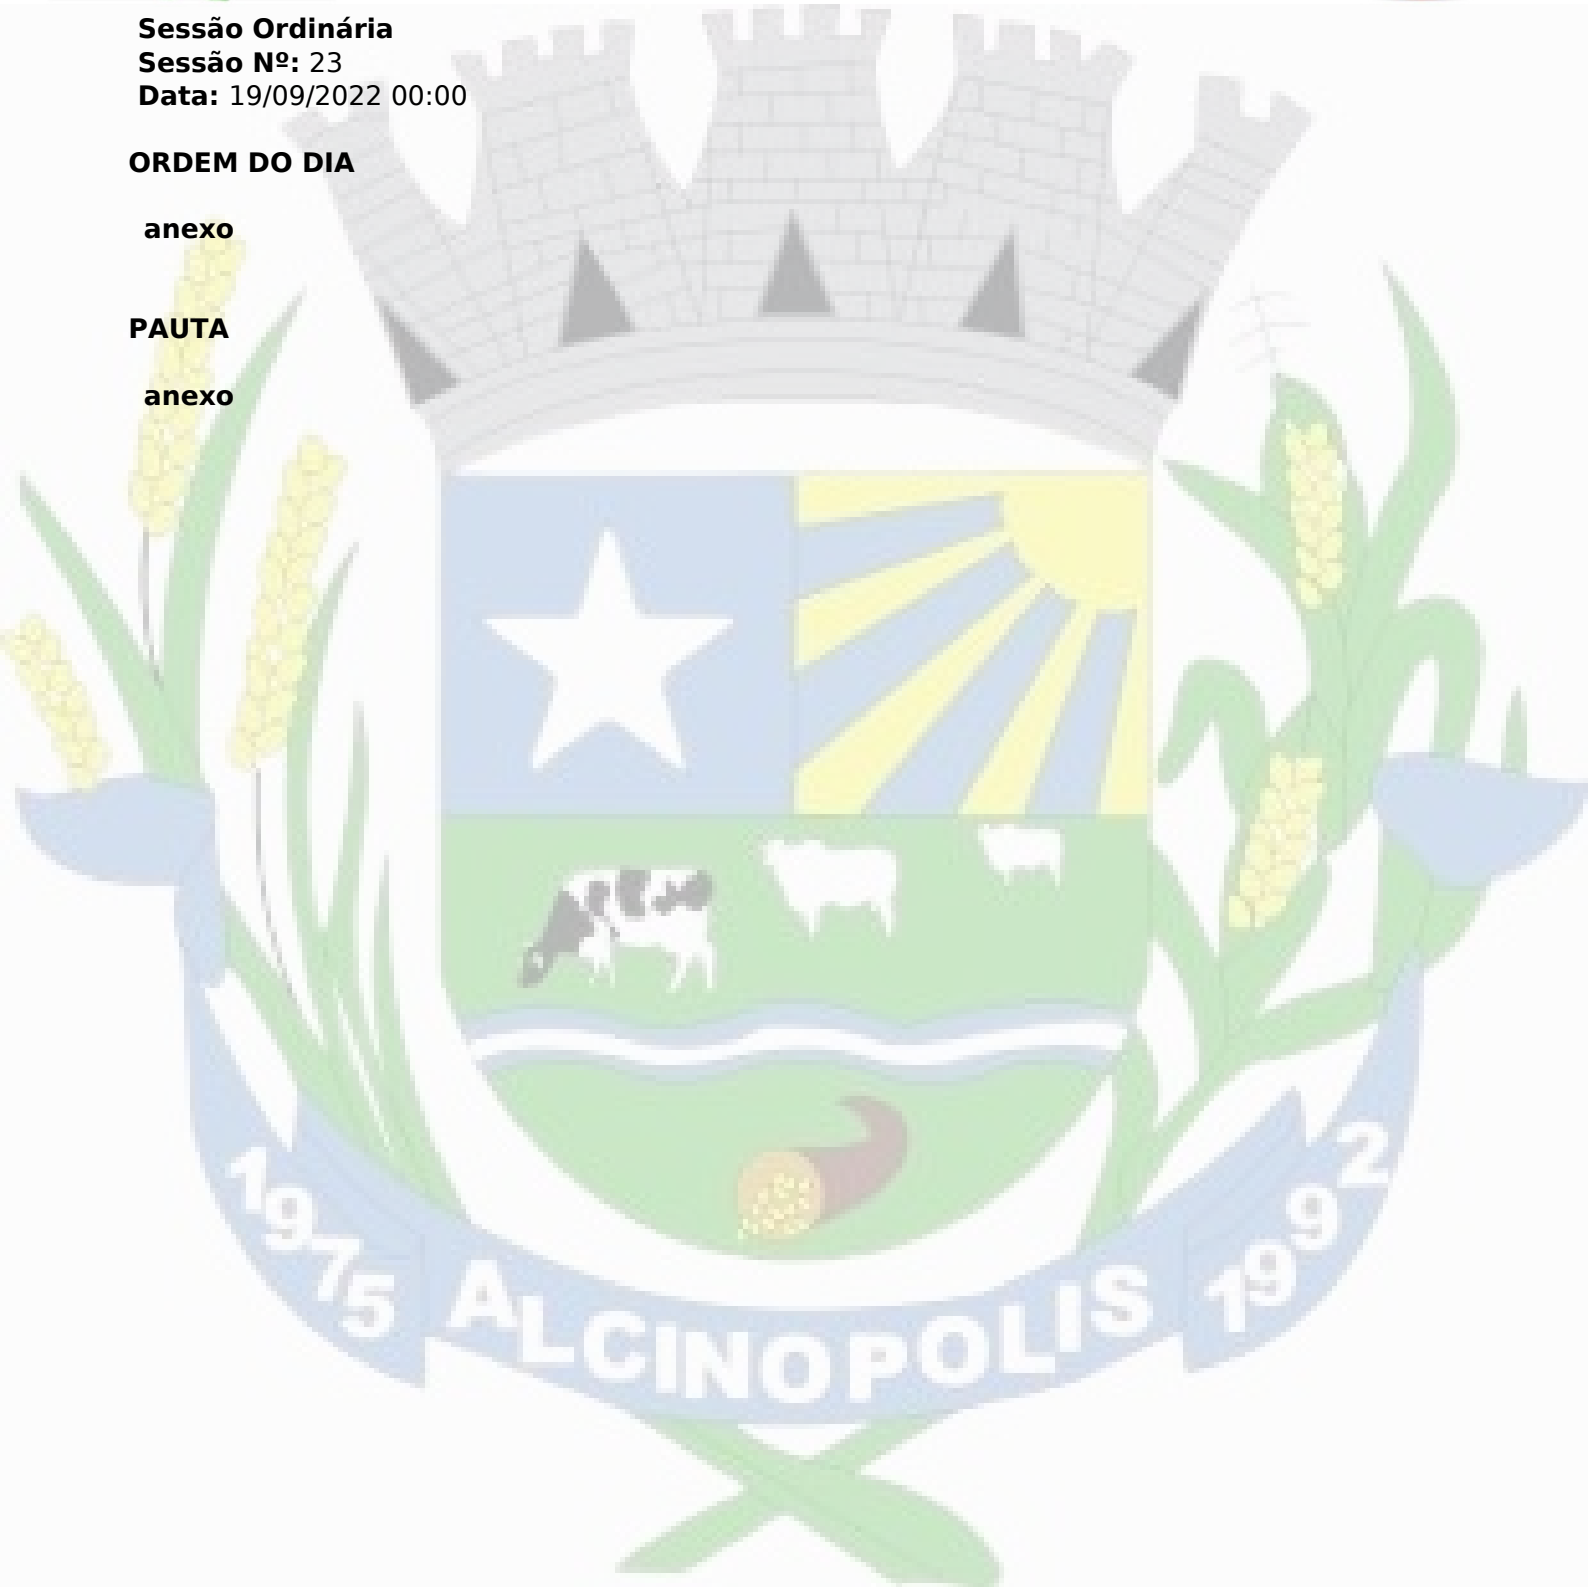 Sessão Ordinária
Sessão Nº: 23
Data: 19/09/2022 00:00
ORDEM DO DIA
anexo
PAUTA
anexo
1975
ALCINOPOLIS
1992